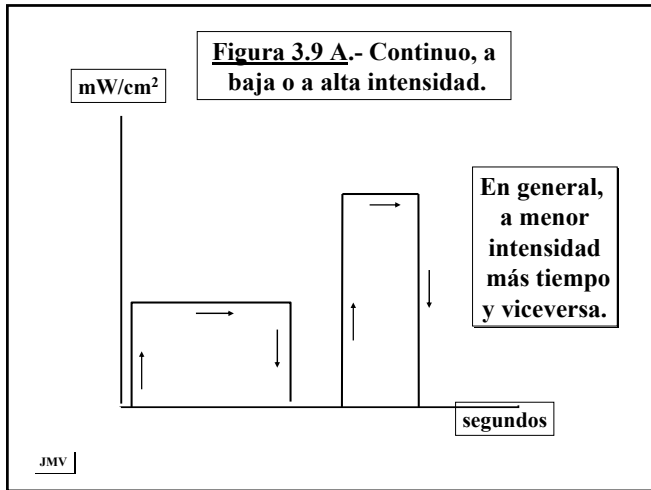 Figura 3.9 A.- Continuo, a
baja o a alta intensidad.
mW/cm²
En general,
a menor
intensidad
más tiempo
y viceversa.
segundos
JMV